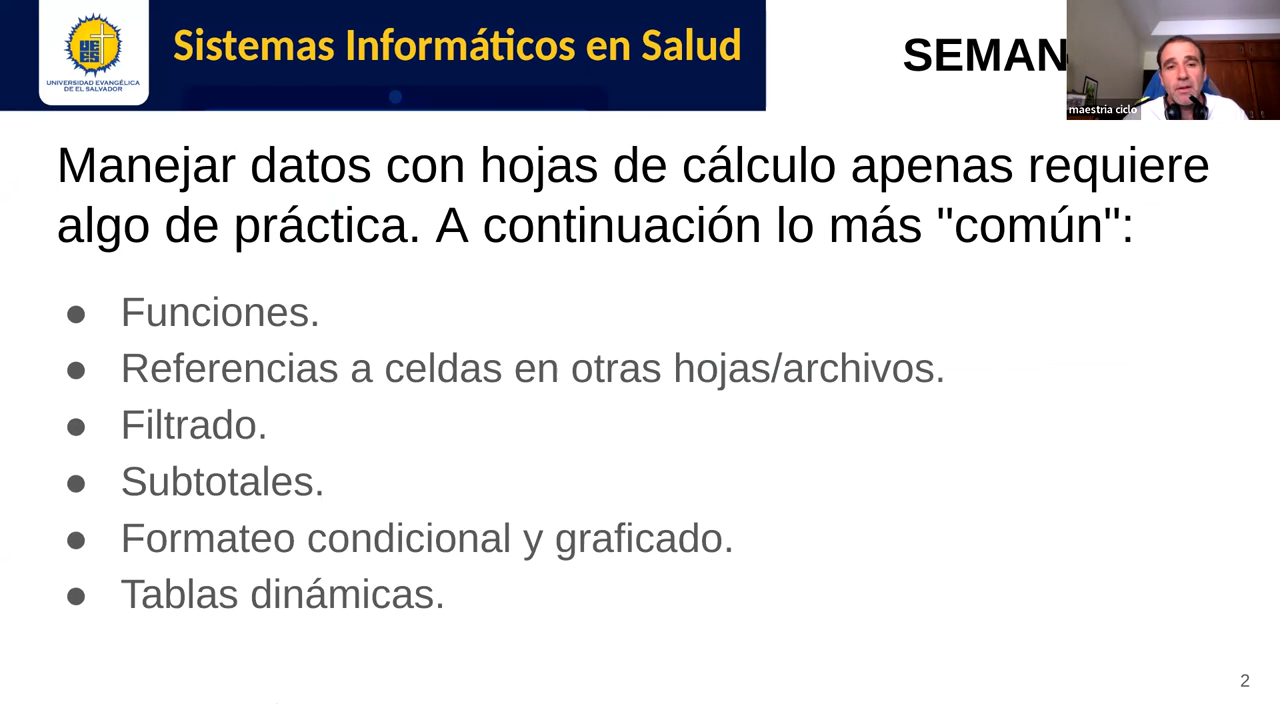 Sistemas Informáticos en Salud
UNIVERSIDAD EVANGÉLICA
DE EL SALVADOR
SEMAN
maestria ciclo
Manejar datos con hojas de cálculo apenas requiere
algo de práctica. A continuación lo más "común":
● Funciones.
● Referencias a celdas en otras hojas/archivos.
● Filtrado.
● Subtotales.
● Formateo condicional y graficado.
● Tablas dinámicas.
2